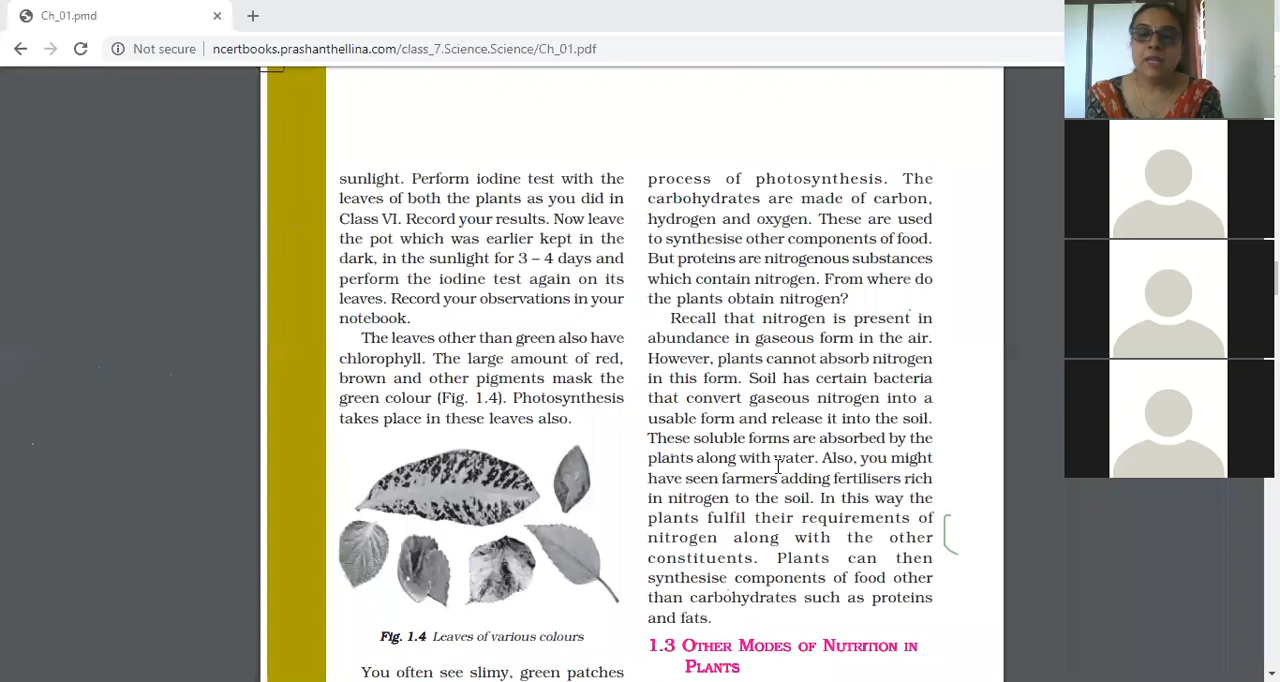 Ch_01.pmd
Not secure
ncertbooks.prashanthellina.com/class_7.Science.Science/Ch_01.pdf
sunlight. Perform iodine test with the
leaves of both the plants as you did in
Class VI. Record your results. Now leave
the pot which was earlier kept in the
dark, in the sunlight for 3 – 4 days and
perform the iodine test again on its
leaves. Record your observations in your
notebook.
The leaves other than green also have
chlorophyll. The large amount of red,
brown and other pigments mask the
green colour (Fig. 1.4). Photosynthesis
takes place in these leaves also.
Fig. 1.4 Leaves of various colours
You often see slimy, green patches
process of photosynthesis. The
carbohydrates are made of carbon,
hydrogen and oxygen. These are used
to synthesise other components of food.
But proteins are nitrogenous substances
which contain nitrogen. From where do
the plants obtain nitrogen?
Recall that nitrogen is present in
abundance in gaseous form in the air.
However, plants cannot absorb nitrogen
in this form. Soil has certain bacteria
that convert gaseous nitrogen into a
usable form and release it into the soil.
These soluble forms are absorbed by the
plants along with water. Also, you might
have seen farmers adding fertilisers rich
in nitrogen to the soil. In this way the
plants fulfil their requirements of
nitrogen along with the other
constituents. Plants can then
synthesise components of food other
than carbohydrates such as proteins
and fats.
1.3 OTHER MODES OF NUTRITION IN
PLANTS